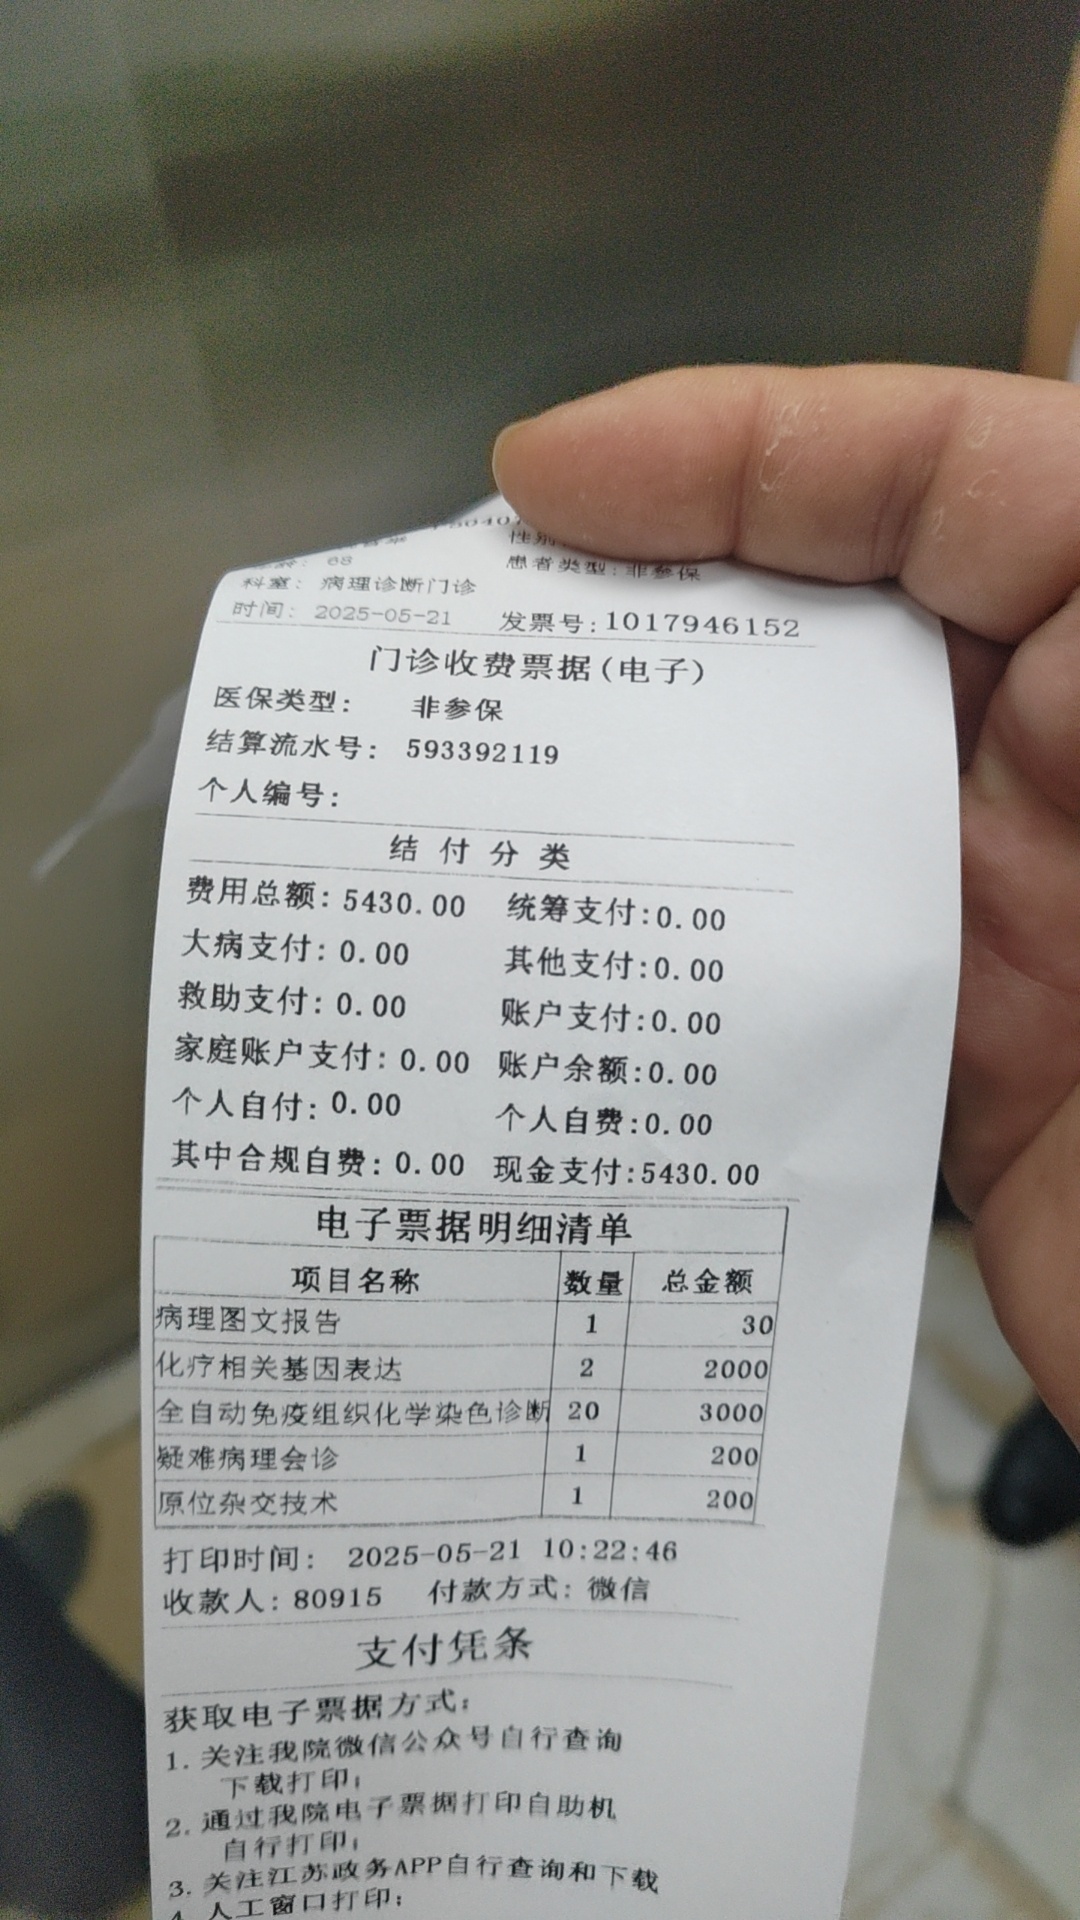 性别
68 患者类型: 非参保
科室: 病理诊断门诊
时间: 2025-05-21 发票号:1017946152
门诊收费票据(电子)
医保类型: 非参保
结算流水号: 593392119
个人编号:
结付分类
费用总额: 5430.00 统筹支付:0.00
大病支付: 0.00 其他支付:0.00
救助支付: 0.00 账户支付:0.00
家庭账户支付: 0.00 账户余额:0.00
个人自付: 0.00 个人自费:0.00
其中合规自费: 0.00 现金支付:5430.00
电子票据明细清单
项目名称 数量 总金额
病理图文报告 1 30
化疗相关基因表达 2 2000
全自动免疫组织化学染色诊断 20 3000
疑难病理会诊 1 200
原位杂交技术 1 200
打印时间: 2025-05-21 10:22:46
收款人: 80915 付款方式: 微信
支付凭条
获取电子票据方式:
1. 关注我院微信公众号自行查询
下载打印;
2. 通过我院电子票据打印自助机
自行打印;
3. 关注江苏政务APP自行查询和下载
4. 人工窗口打印;